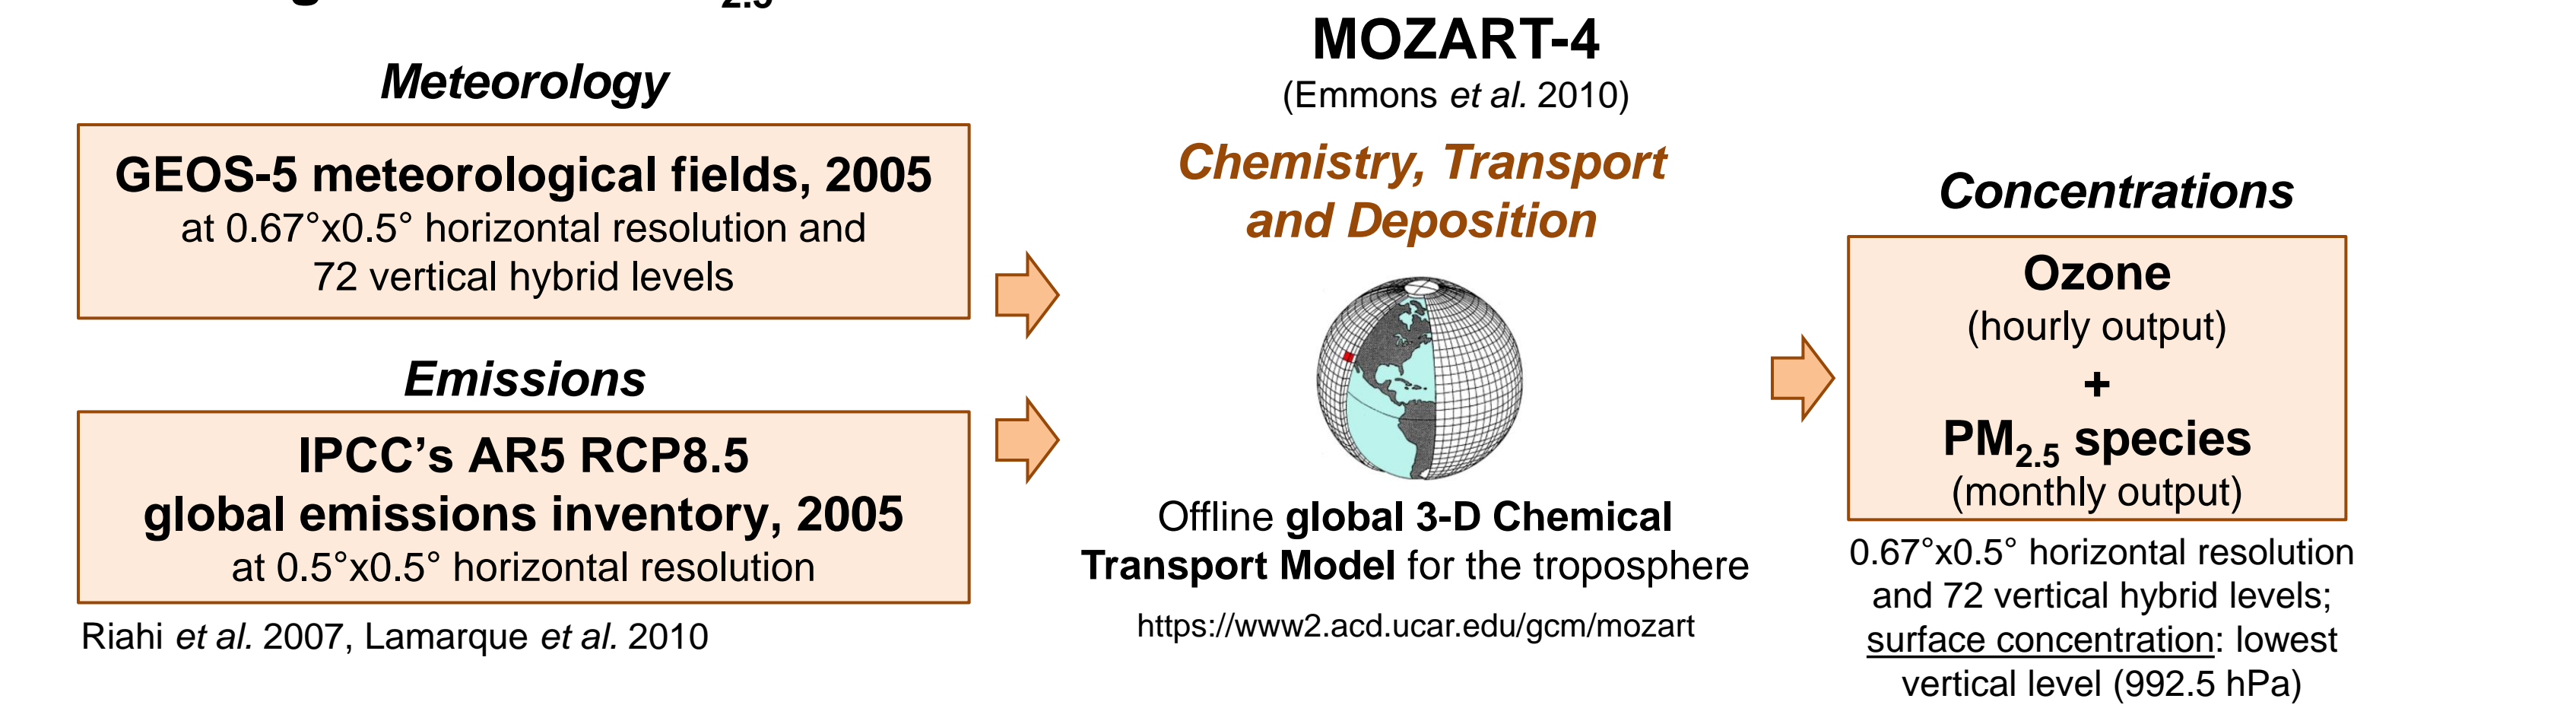 2.5
Meteorology
GEOS-5 meteorological fields, 2005
at 0.67°x0.5° horizontal resolution and
72 vertical hybrid levels
Emissions
IPCC’s AR5 RCP8.5
global emissions inventory, 2005
at 0.5°x0.5° horizontal resolution
Riahi et al. 2007, Lamarque et al. 2010
MOZART-4
(Emmons et al. 2010)
Chemistry, Transport
and Deposition
Offline global 3-D Chemical
Transport Model for the troposphere
https://www2.acd.ucar.edu/gcm/mozart
Concentrations
Ozone
(hourly output)
+
PM2.5 species
(monthly output)
0.67°x0.5° horizontal resolution
and 72 vertical hybrid levels;
surface concentration: lowest
vertical level (992.5 hPa)